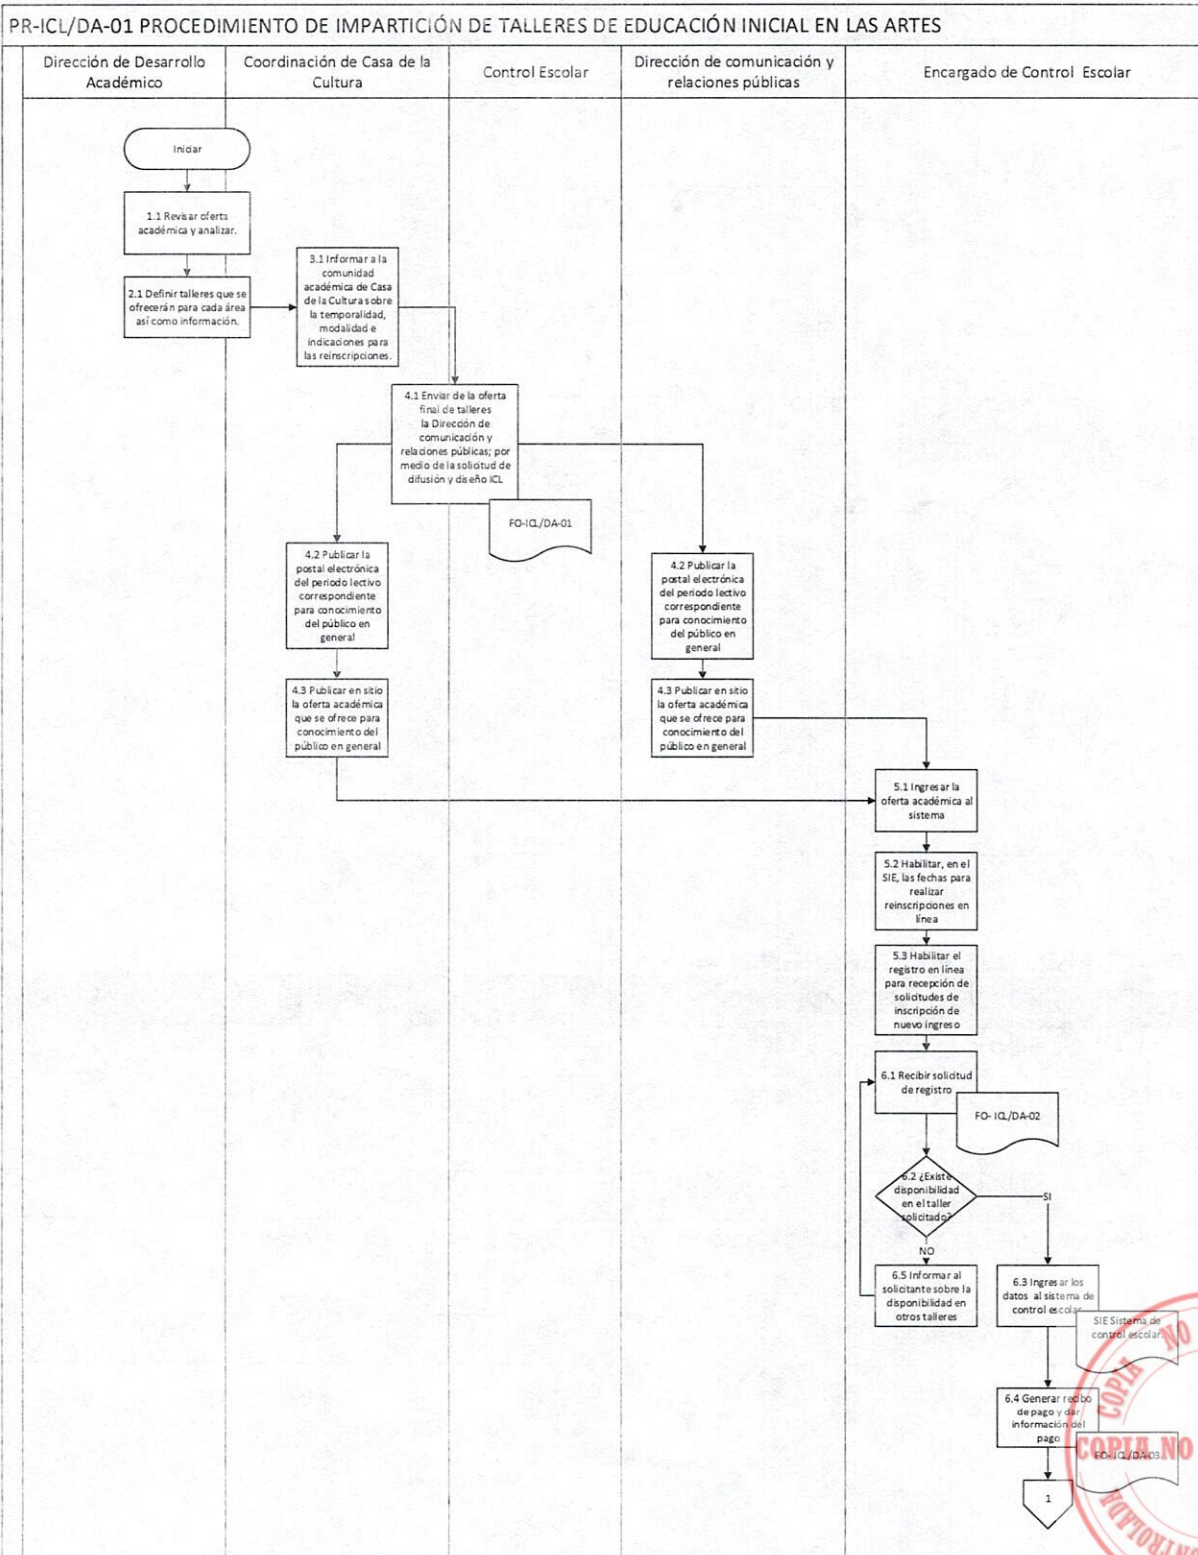 PR-ICL/DA-01 PROCEDIMIENTO DE IMPARTICIÓN DE TALLERES DE EDUCACIÓN INICIAL EN LAS ARTES
Dirección de Desarrollo
Académico
Coordinación de Casa de la
Cultura
Control Escolar
Dirección de comunicación y
relaciones públicas
Encargado de Control Escolar
Iniciar
1.1 Revisar oferta
académica y analizar.
2.1 Definir talleres que se
ofrecerán para cada área
así como información.
3.1 Informar a la
comunidad
académica de Casa
de la Cultura sobre
la temporalidad,
modalidad e
indicaciones para
las reinscripciones.
4.1 Enviar de la oferta
final de talleres
la Dirección de
comunicación y
relaciones públicas; por
medio de la solicitud de
difusión y diseño ICL
FO-ICL/DA-01
4.2 Publicar la
postal electrónica
del periodo lectivo
correspondiente
para conocimiento
del público en
general
4.3 Publicar en sitio
la oferta académica
que se ofrece para
conocimiento del
público en general
4.2 Publicar la
postal electrónica
del periodo lectivo
correspondiente
para conocimiento
del público en
general
4.3 Publicar en sitio
la oferta académica
que se ofrece para
conocimiento del
público en general
5.1 Ingresar la
oferta académica al
sistema
5.2 Habilitar, en el
SIE, las fechas para
realizar
reinscripciones en
línea
5.3 Habilitar el
registro en línea
para recepción de
solicitudes de
inscripción de
nuevo ingreso
6.1 Recibir solicitud
de registro
FO- ICL/DA-02
6.2 ¿Existe
disponibilidad
en el taller
solicitado?
SI
NO
6.5 Informar al
solicitante sobre la
disponibilidad en
otros talleres
6.3 Ingresar los
datos al sistema de
control escolar
SIE Sistema de
control escolar.
6.4 Generar recibo
de pago y dar
información del
pago
FO- ICL/DA-03
1
COPIA NO
COPIA NO